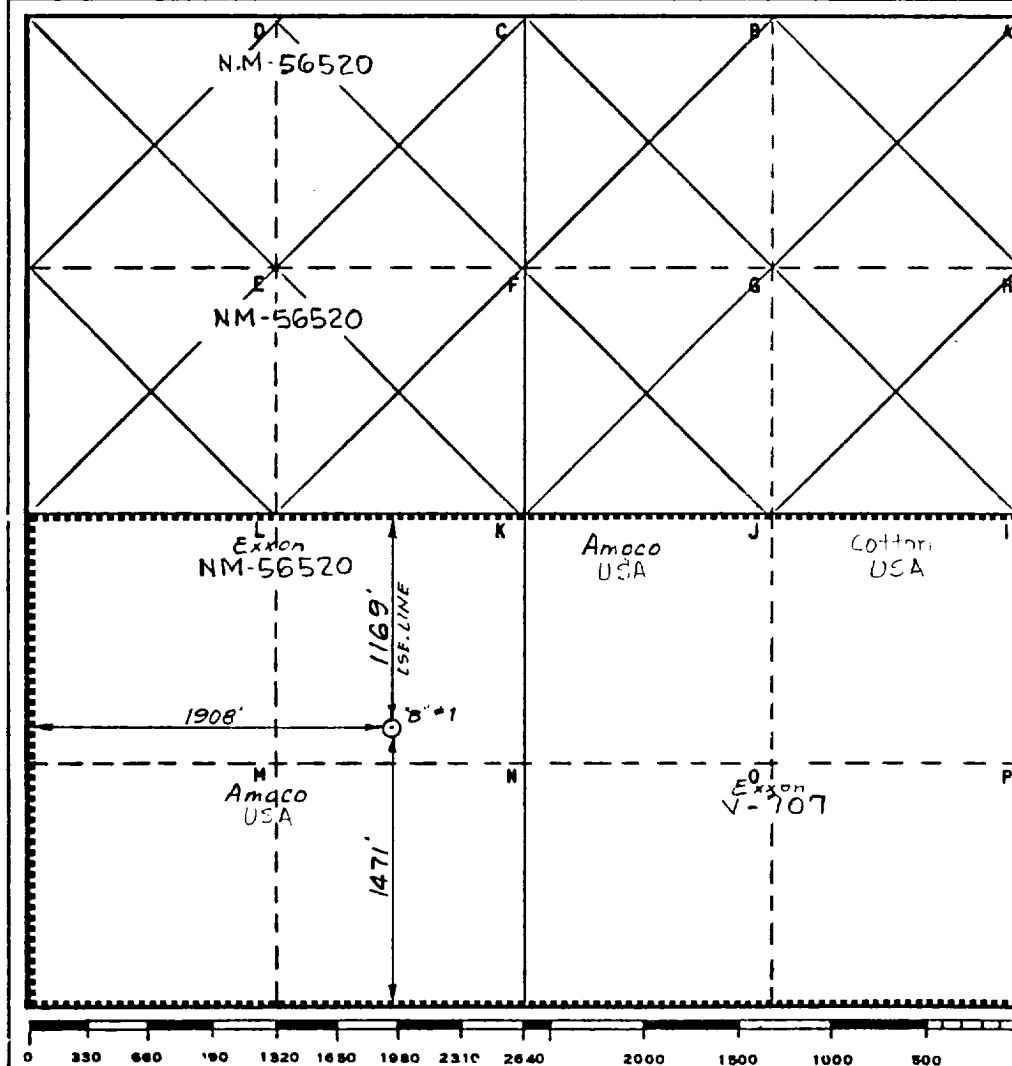 D C B A
N.M-56520
E F G H
NM-56520
L K J I
Exxon
NM-56520
Amoco
USA
Cotton
USA
1169'
LSE. LINE
1908'
"B" #1
M N O P
Amoco
USA
Exxon
V-707
1471'
0 330 660 190 1320 1650 1980 2310 2640 2000 1500 1000 500